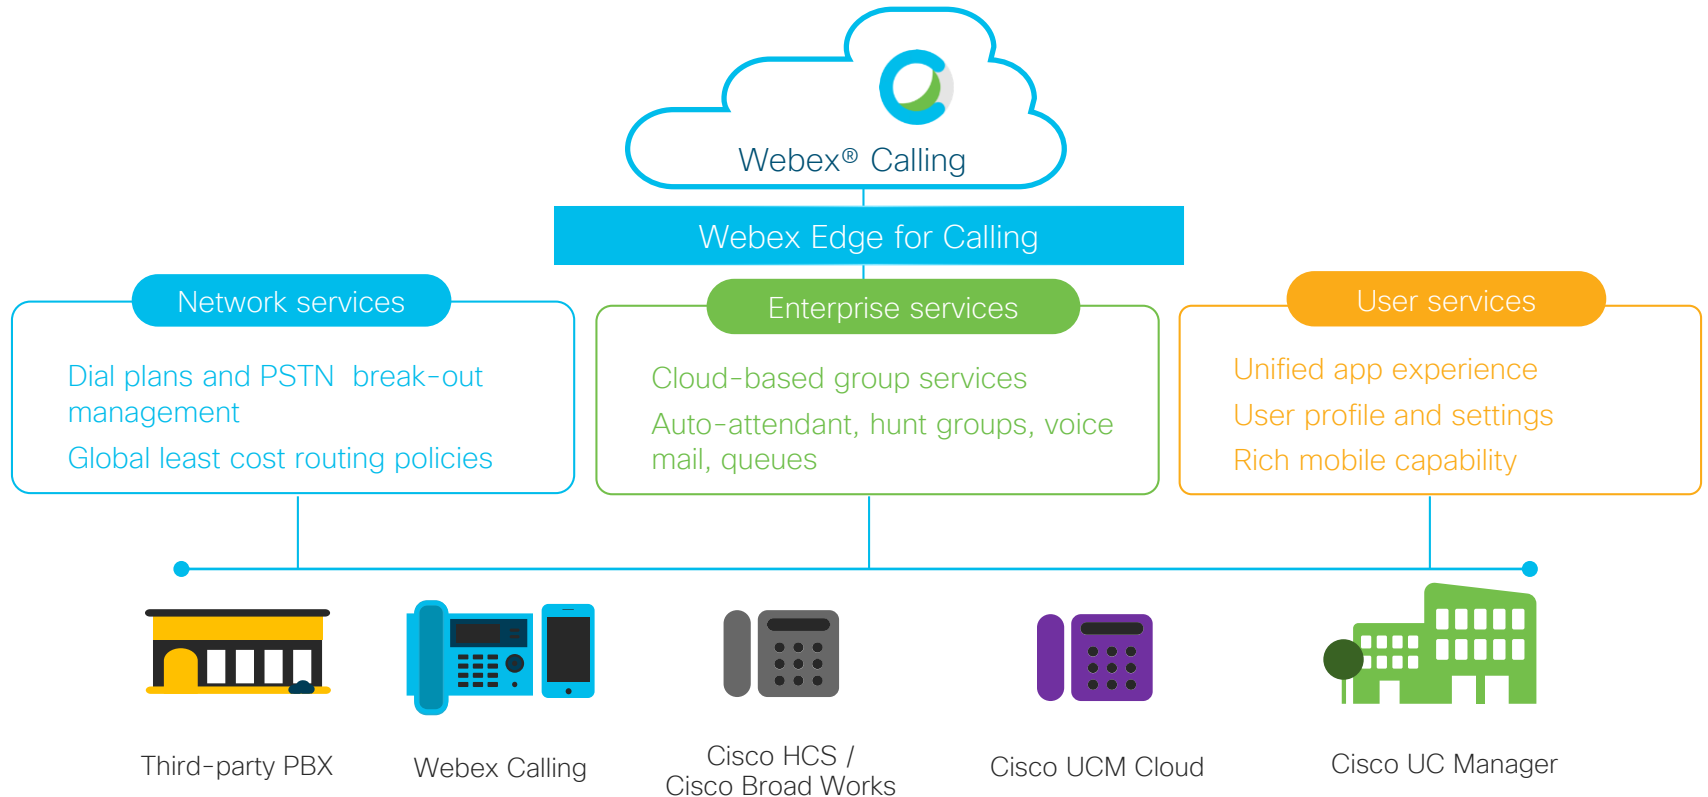 Webex® Calling
Webex Edge for Calling
Network services
Dial plans and PSTN break-out
management
Global least cost routing policies
Enterprise services
Cloud-based group services
Auto-attendant, hunt groups, voice
mail, queues
User services
Unified app experience
User profile and settings
Rich mobile capability
Third-party PBX
Webex Calling
Cisco HCS /
Cisco Broad Works
Cisco UCM Cloud
Cisco UC Manager